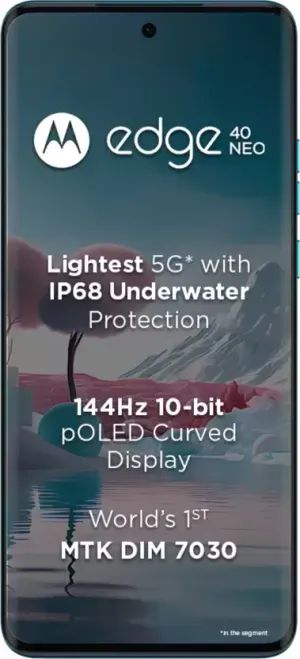 edge 40
NEO
Lightest 5G* with
IP68 Underwater
Protection
144Hz 10-bit
pOLED Curved
Display
World's 1ST
MTK DIM 7030
*In the segment